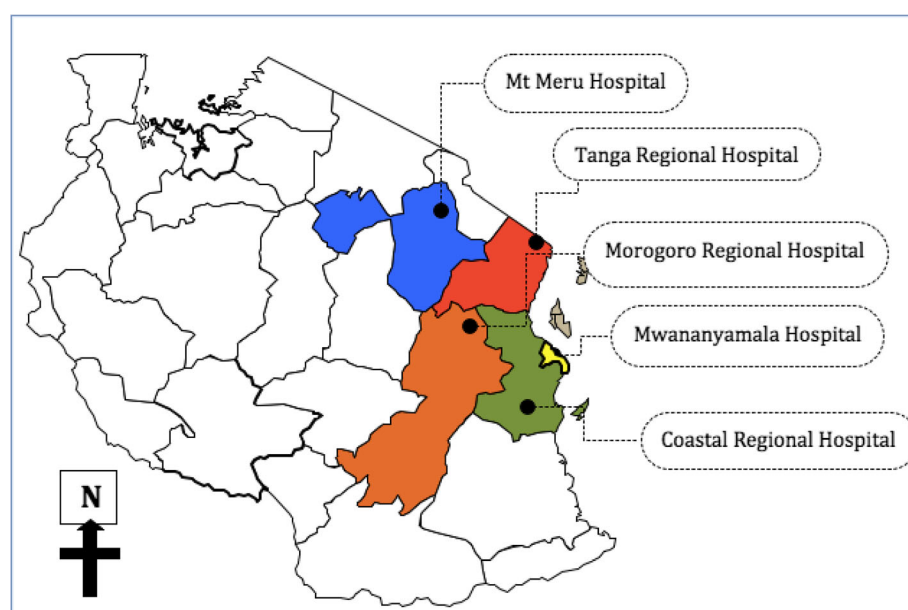 Mt Meru Hospital
Tanga Regional Hospital
Morogoro Regional Hospital
Mwananyamala Hospital
Coastal Regional Hospital
N